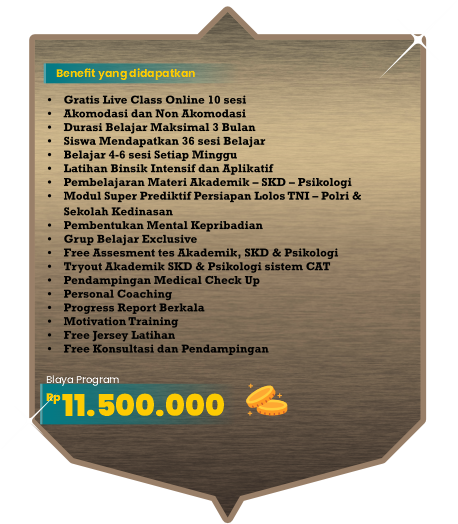 Benefit yang didapatkan
• Gratis Live Class Online 10 sesi
• Akomodasi dan Non Akomodasi
• Durasi Belajar Maksimal 3 Bulan
• Siswa Mendapatkan 36 sesi Belajar
• Belajar 4-6 sesi Setiap Minggu
• Latihan Binsik Intensif dan Aplikatif
• Pembelajaran Materi Akademik – SKD – Psikologi
• Modul Super Prediktif Persiapan Lolos TNI – Polri &
Sekolah Kedinasan
• Pembentukan Mental Kepribadian
• Grup Belajar Exclusive
• Free Assesment tes Akademik, SKD & Psikologi
• Tryout Akademik SKD & Psikologi sistem CAT
• Pendampingan Medical Check Up
• Personal Coaching
• Progress Report Berkala
• Motivation Training
• Free Jersey Latihan
• Free Konsultasi dan Pendampingan
Biaya Program
Rp 11.500.000